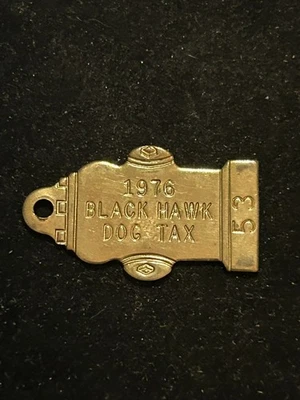 1976
BLACK HAWK
DOG TAX
53